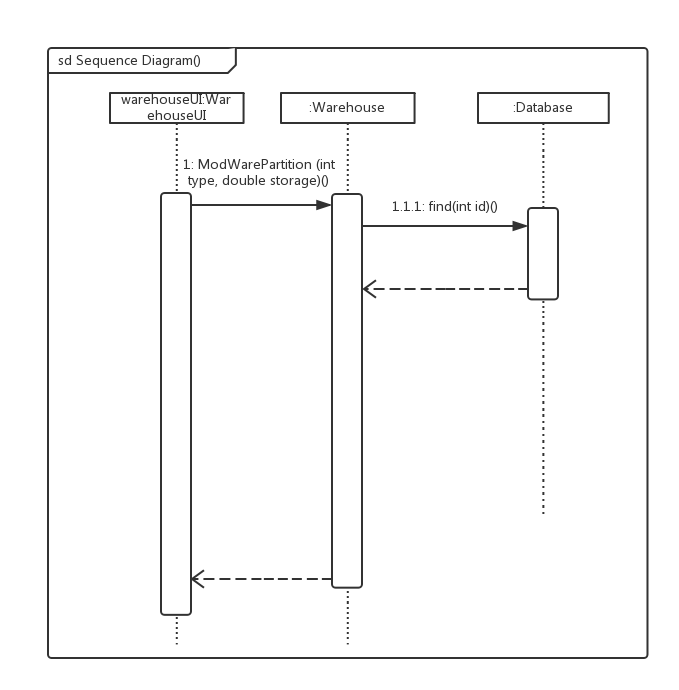 sd Sequence Diagram()
warehouseUI:War
ehouseUI
:Warehouse
:Database
1: ModWarePartition (int
type, double storage)()
1.1.1: find(int id)()